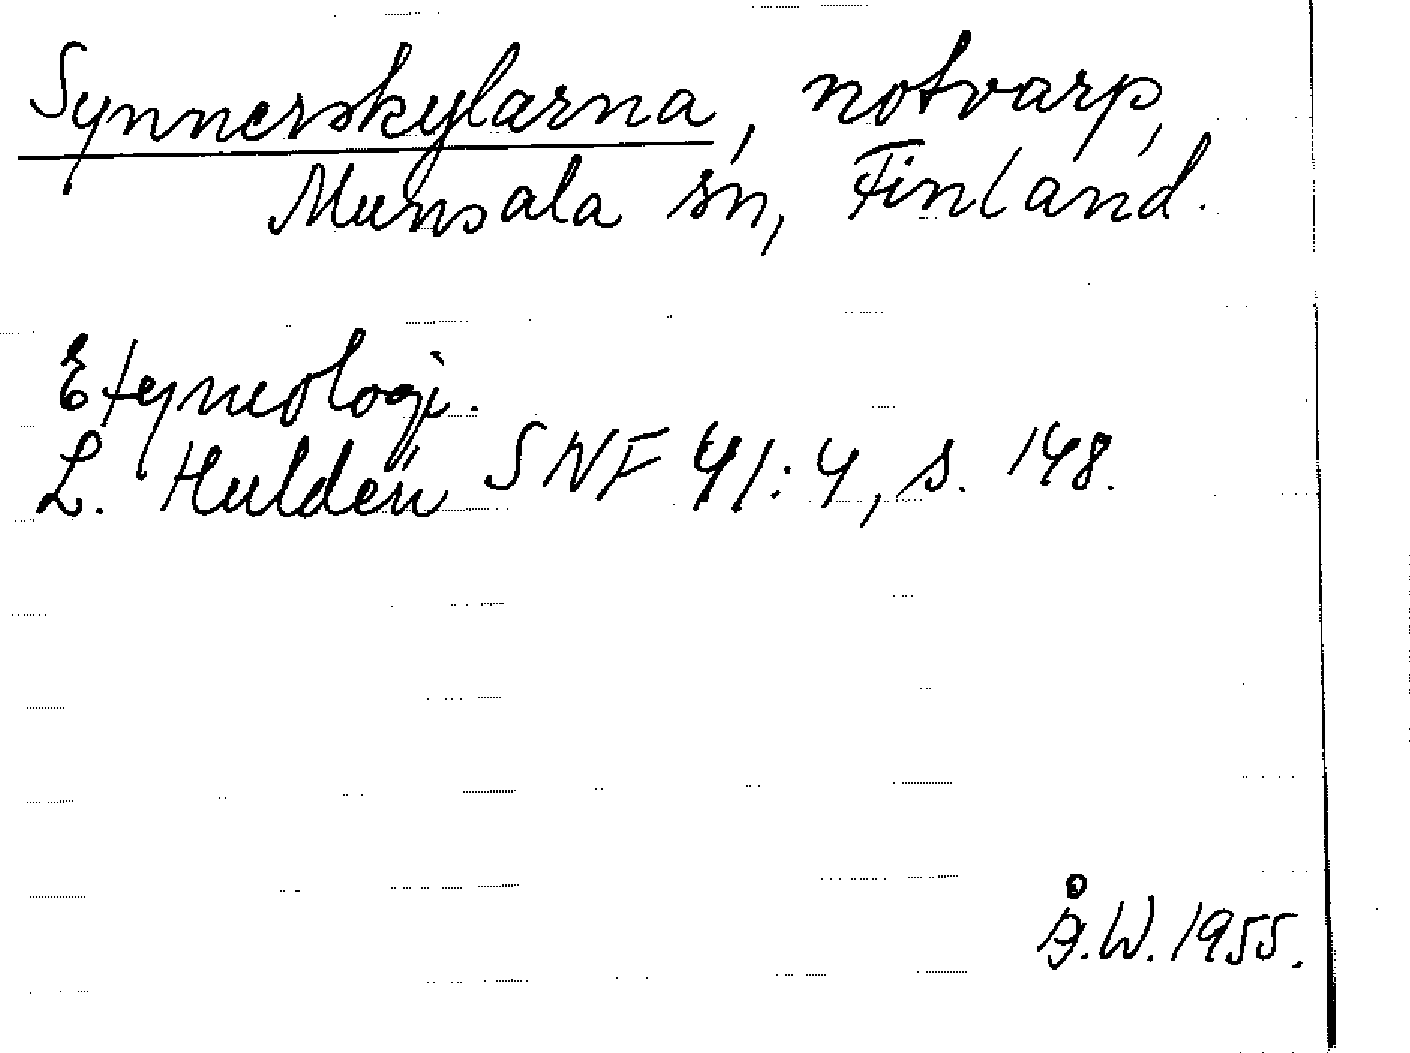 Synnerskylarna, notvarp,
Munsala sn, Finland.
Etymologi.
L. Huldén SNF 41:4, s. 148.
Å.W. 1955.